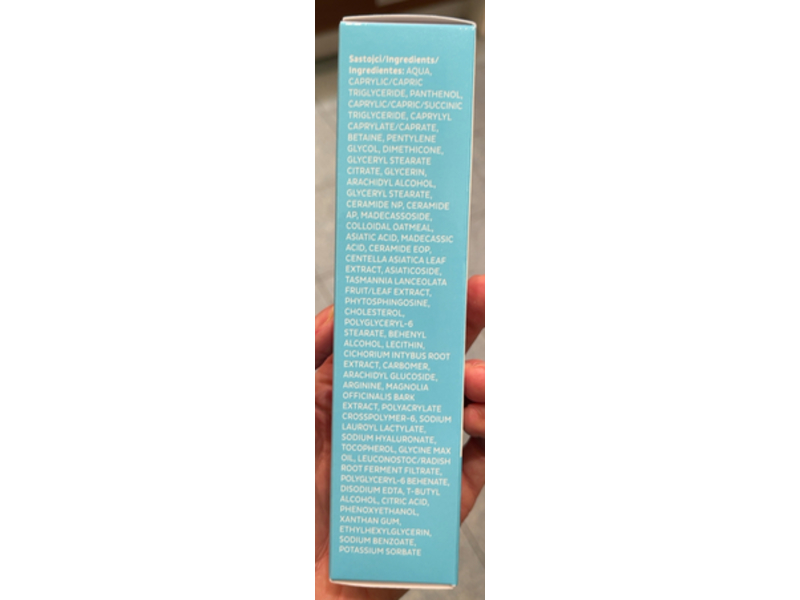 Sastojci/Ingredients/
Ingredientes: AQUA,
CAPRYLIC/CAPRIC
TRIGLYCERIDE, PANTHENOL,
CAPRYLIC/CAPRIC/SUCCINIC
TRIGLYCERIDE, CAPRYLYL
CAPRYLATE/CAPRATE,
BETAINE, PENTYLENE
GLYCOL, DIMETHICONE,
GLYCERYL STEARATE
CITRATE, GLYCERIN,
ARACHIDYL ALCOHOL,
GLYCERYL STEARATE,
CERAMIDE NP, CERAMIDE
AP, MADECASSOSIDE,
COLLOIDAL OATMEAL,
ASIATIC ACID, MADECASSIC
ACID, CERAMIDE EOP,
CENTELLA ASIATICA LEAF
EXTRACT, ASIATICOSIDE,
TASMANNIA LANCEOLATA
FRUIT/LEAF EXTRACT,
PHYTOSPHINGOSINE,
CHOLESTEROL,
POLYGLYCERYL-6
STEARATE, BEHENYL
ALCOHOL, LECITHIN,
CICHORIUM INTYBUS ROOT
EXTRACT, CARBOMER,
ARACHIDYL GLUCOSIDE,
ARGININE, MAGNOLIA
OFFICINALIS BARK
EXTRACT, POLYACRYLATE
CROSSPOLYMER-6, SODIUM
LAUROYL LACTYLATE,
SODIUM HYALURONATE,
TOCOPHEROL, GLYCINE MAX
OIL, LEUCONOSTOC/RADISH
ROOT FERMENT FILTRATE,
POLYGLYCERYL-6 BEHENATE,
DISODIUM EDTA, T-BUTYL
ALCOHOL, CITRIC ACID,
PHENOXYETHANOL,
XANTHAN GUM,
ETHYLHEXYLGLYCERIN,
SODIUM BENZOATE,
POTASSIUM SORBATE